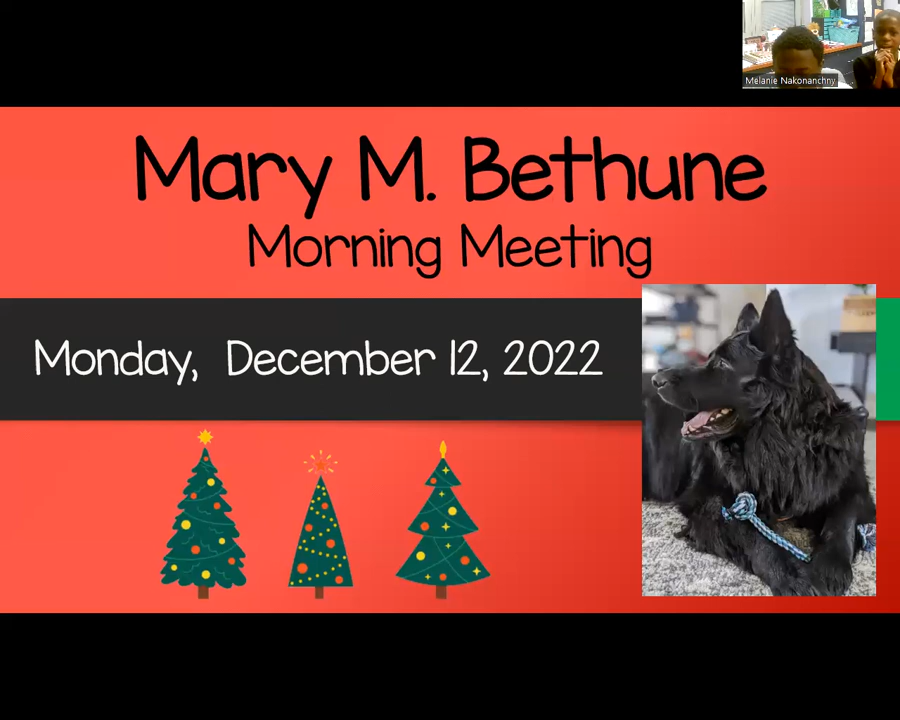 Melanie Nakonanchny
Mary M. Bethune
Morning Meeting
Monday, December 12, 2022